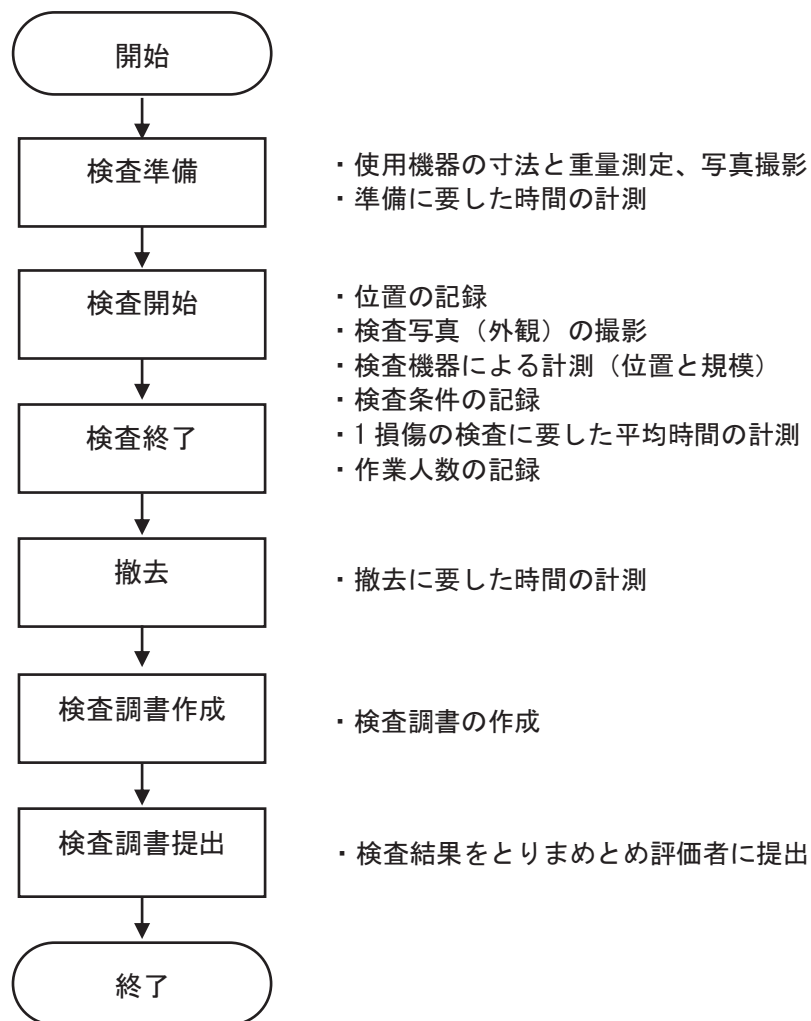 開始
検査準備
・使用機器の寸法と重量測定、写真撮影
・準備に要した時間の計測
検査開始
・位置の記録
・検査写真（外観）の撮影
・検査機器による計測（位置と規模）
・検査条件の記録
検査終了
・1損傷の検査に要した平均時間の計測
・作業人数の記録
撤去
・撤去に要した時間の計測
検査調書作成
・検査調書の作成
検査調書提出
・検査結果をとりまめとめ評価者に提出
終了